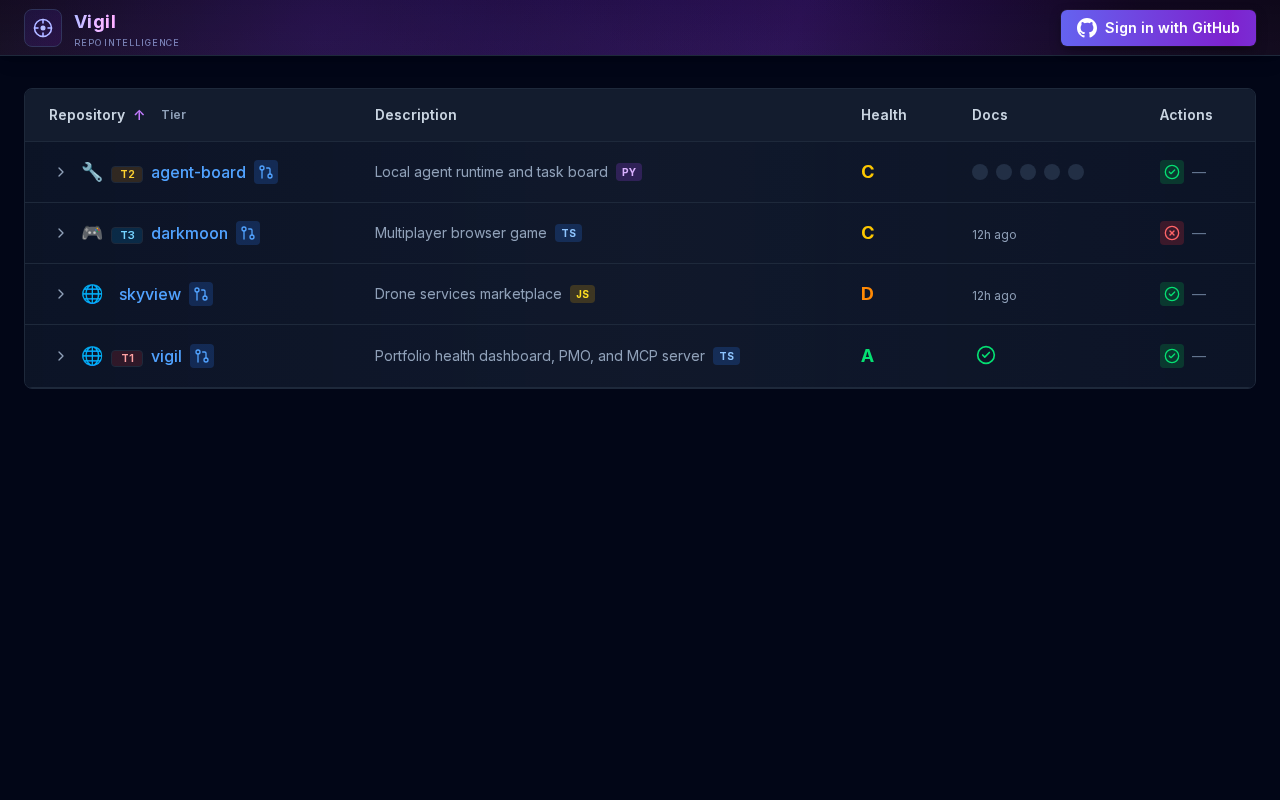 Vigil
REPO INTELLIGENCE
Sign in with GitHub
Repository ↑ Tier Description Health Docs Actions
T2 agent-board Local agent runtime and task board PY C —
T3 darkmoon Multiplayer browser game TS C 12h ago —
skyview Drone services marketplace JS D 12h ago —
T1 vigil Portfolio health dashboard, PMO, and MCP server TS A —